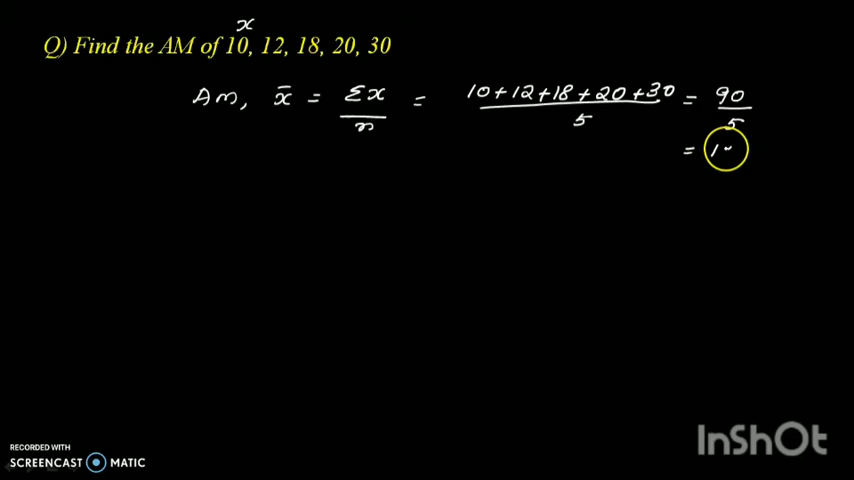 x
Q) Find the AM of 10, 12, 18, 20, 30
AM, x̄ = Σx/n = 10+12+18+20+30/5 = 90/5
= 1
RECORDED WITH
SCREENCAST MATIC
InShOt